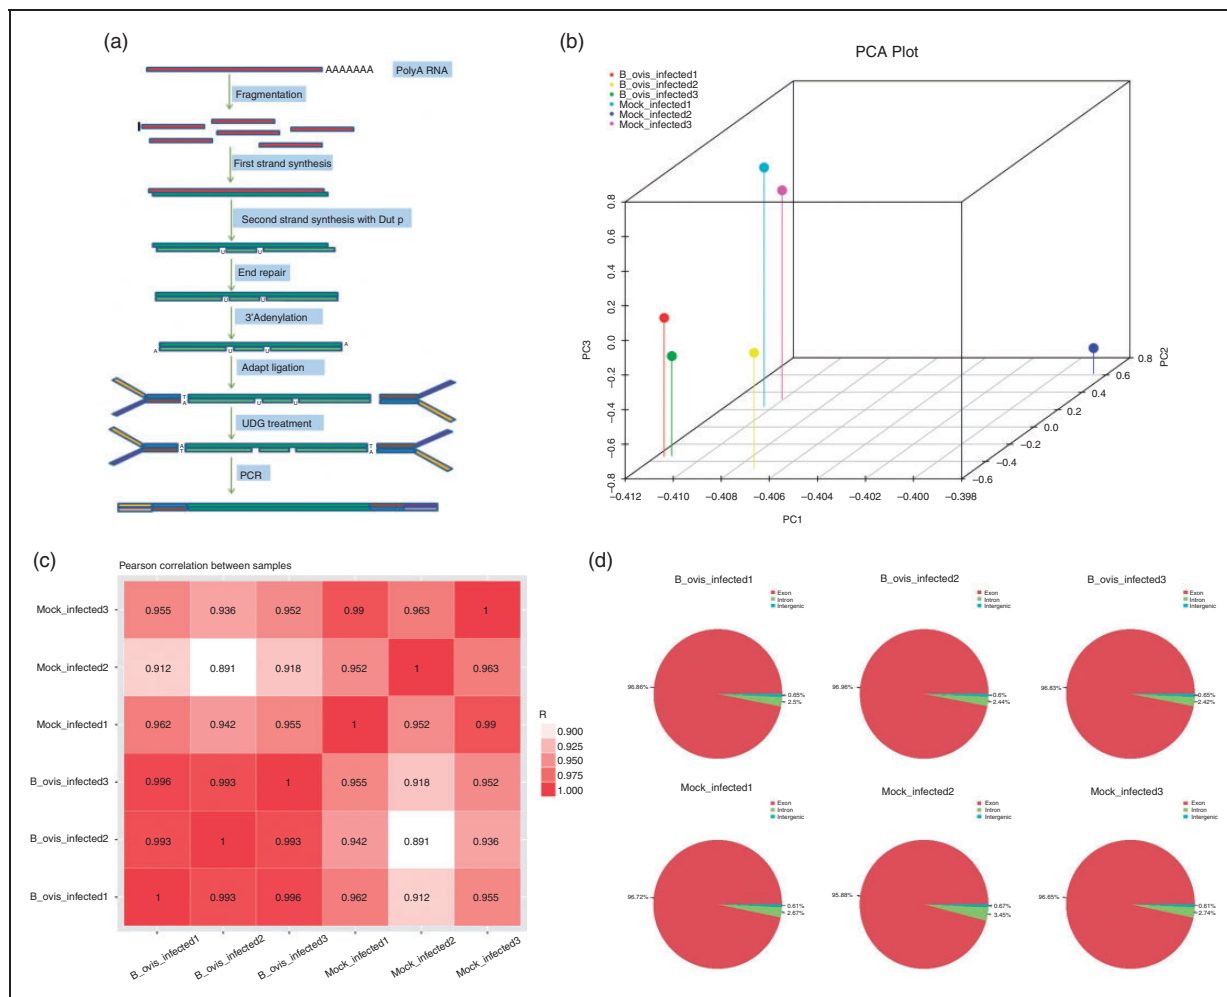 (a)
AAAAAAA
PolyA RNA
Fragmentation
First strand synthesis
Second strand synthesis with Dut p
U U
End repair
U U
3'Adenylation
A
A
U U
Adapt ligation
T
A
U U
UDG treatment
A
T
T
A
PCR
(b)
PCA Plot
B_ovis_infected1
B_ovis_infected2
B_ovis_infected3
Mock_infected1
Mock_infected2
Mock_infected3
PC3
0.8
0.6
0.4
0.2
0.0
−0.2
−0.4
−0.6
−0.8
−0.412 −0.410 −0.408 −0.406 −0.404 −0.402 −0.400 −0.398
PC1
PC2
0.8
0.6
0.4
0.2
0.0
−0.2
−0.4
−0.6
(c)
Pearson correlation between samples
Mock_infected3 0.955 0.936 0.952 0.99 0.963 1
Mock_infected2 0.912 0.891 0.918 0.952 1 0.963
Mock_infected1 0.962 0.942 0.955 1 0.952 0.99
B_ovis_infected3 0.996 0.993 1 0.955 0.918 0.952
B_ovis_infected2 0.993 1 0.993 0.942 0.891 0.936
B_ovis_infected1 1 0.993 0.996 0.962 0.912 0.955
B_ovis_infected1 B_ovis_infected2 B_ovis_infected3 Mock_infected1 Mock_infected2 Mock_infected3
R
0.900
0.925
0.950
0.975
1.000
(d)
B_ovis_infected1
Exon
Intron
Intergenic
96.86%
0.65%
2.5%
B_ovis_infected2
Exon
Intron
Intergenic
96.96%
0.6%
2.44%
B_ovis_infected3
Exon
Intron
Intergenic
96.83%
0.65%
2.42%
Mock_infected1
Exon
Intron
Intergenic
96.72%
0.61%
2.67%
Mock_infected2
Exon
Intron
Intergenic
95.88%
0.67%
3.45%
Mock_infected3
Exon
Intron
Intergenic
96.65%
0.61%
2.74%